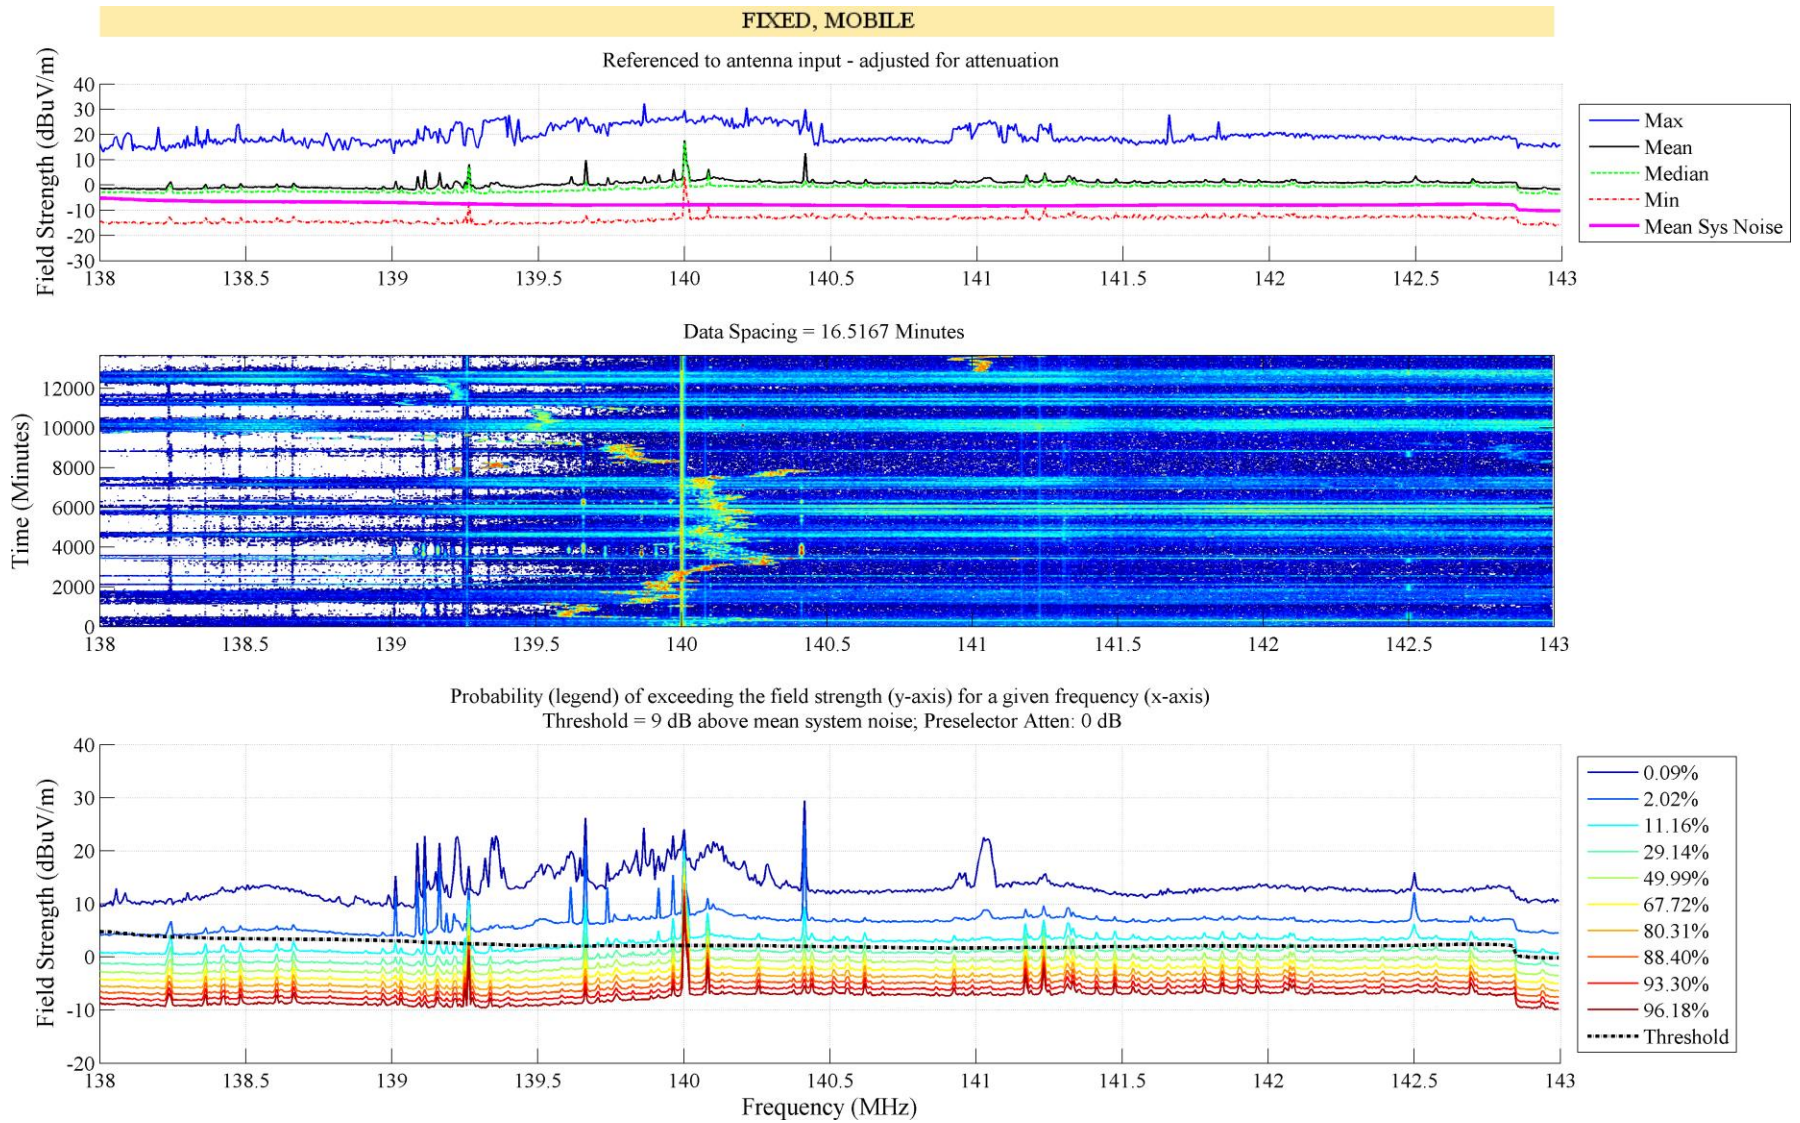 FIXED, MOBILE
Referenced to antenna input - adjusted for attenuation
Field Strength (dBuV/m)
40
30
20
10
0
-10
-20
-30
138 138.5 139 139.5 140 140.5 141 141.5 142 142.5 143
Max
Mean
Median
Min
Mean Sys Noise
Data Spacing = 16.5167 Minutes
Time (Minutes)
12000
10000
8000
6000
4000
2000
0
138 138.5 139 139.5 140 140.5 141 141.5 142 142.5 143
Probability (legend) of exceeding the field strength (y-axis) for a given frequency (x-axis)
Threshold = 9 dB above mean system noise; Preselector Atten: 0 dB
Field Strength (dBuV/m)
40
30
20
10
0
-10
-20
138 138.5 139 139.5 140 140.5 141 141.5 142 142.5 143
Frequency (MHz)
0.09%
2.02%
11.16%
29.14%
49.99%
67.72%
80.31%
88.40%
93.30%
96.18%
Threshold